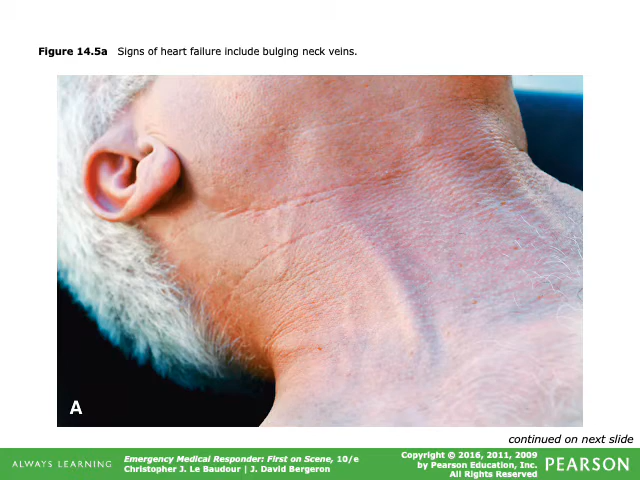 Figure 14.5a Signs of heart failure include bulging neck veins.
A
continued on next slide
ALWAYS LEARNING
Emergency Medical Responder: First on Scene, 10/e
Christopher J. Le Baudour | J. David Bergeron
Copyright © 2016, 2011, 2009
by Pearson Education, Inc.
All Rights Reserved
PEARSON